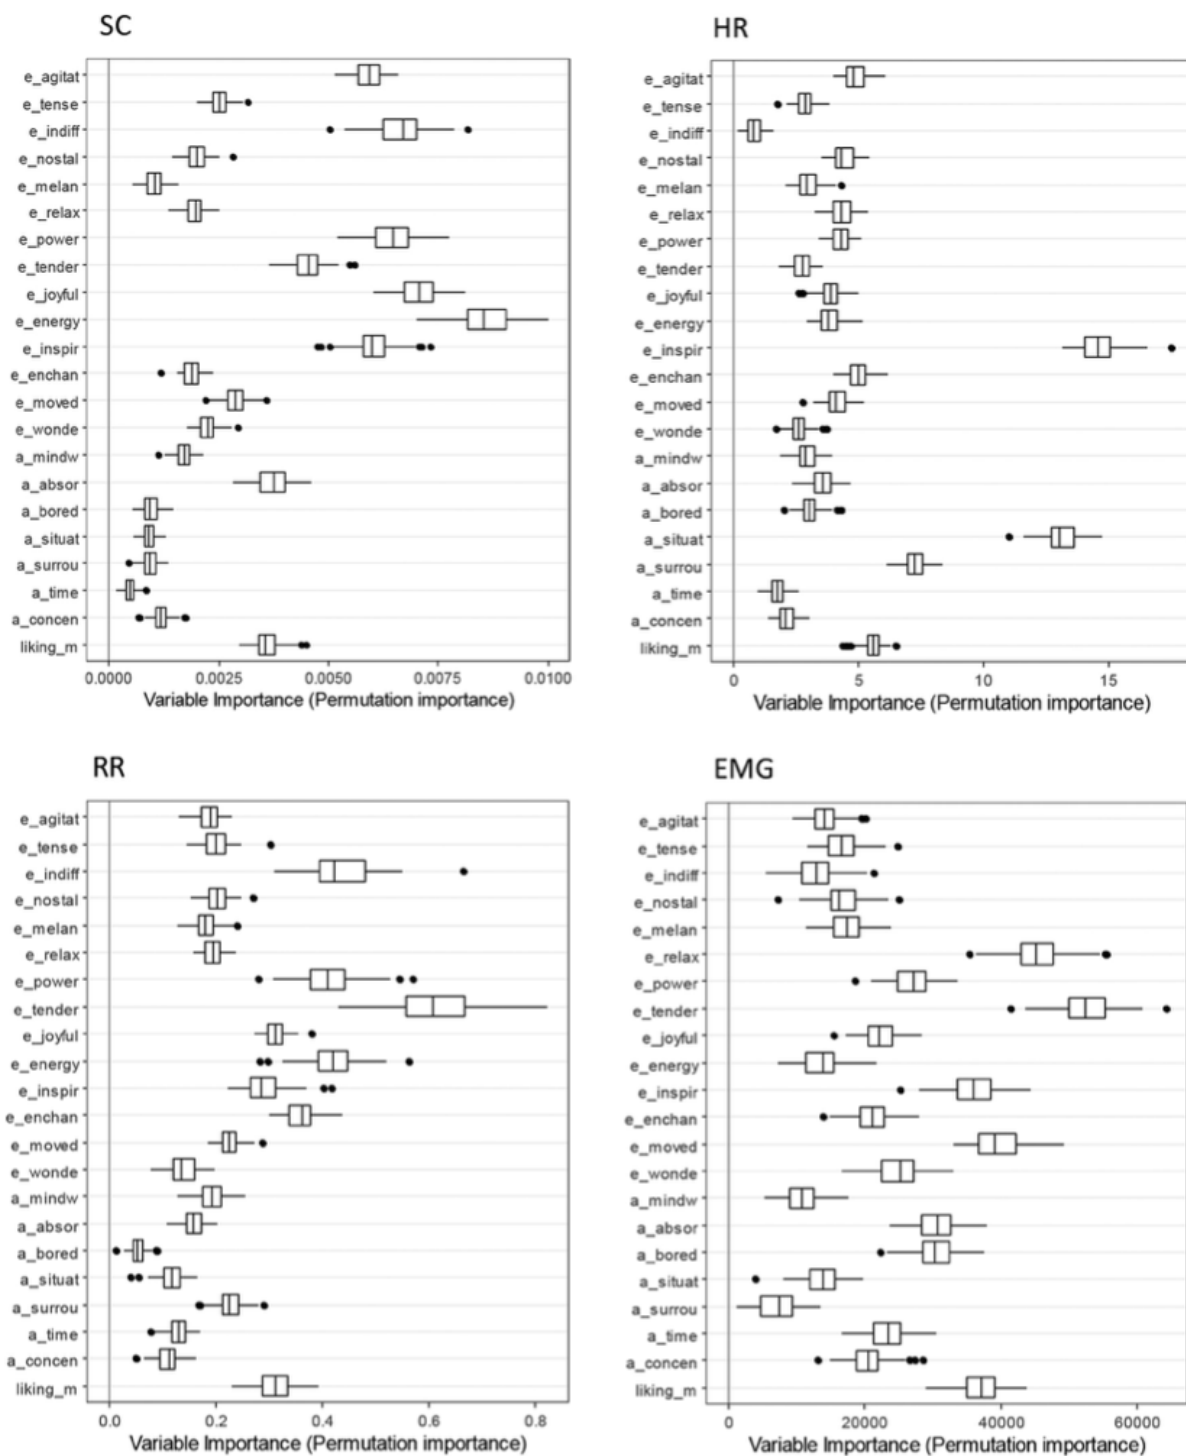 SC
e_agitat
e_tense
e_indiff
e_nostal
e_melan
e_relax
e_power
e_tender
e_joyful
e_energy
e_inspir
e_enchan
e_moved
e_wonde
a_mindw
a_absor
a_bored
a_situat
a_surrou
a_time
a_concen
liking_m
0.0000 0.0025 0.0050 0.0075 0.0100
Variable Importance (Permutation importance)
HR
e_agitat
e_tense
e_indiff
e_nostal
e_melan
e_relax
e_power
e_tender
e_joyful
e_energy
e_inspir
e_enchan
e_moved
e_wonde
a_mindw
a_absor
a_bored
a_situat
a_surrou
a_time
a_concen
liking_m
0 5 10 15
Variable Importance (Permutation importance)
RR
e_agitat
e_tense
e_indiff
e_nostal
e_melan
e_relax
e_power
e_tender
e_joyful
e_energy
e_inspir
e_enchan
e_moved
e_wonde
a_mindw
a_absor
a_bored
a_situat
a_surrou
a_time
a_concen
liking_m
0.0 0.2 0.4 0.6 0.8
Variable Importance (Permutation importance)
EMG
e_agitat
e_tense
e_indiff
e_nostal
e_melan
e_relax
e_power
e_tender
e_joyful
e_energy
e_inspir
e_enchan
e_moved
e_wonde
a_mindw
a_absor
a_bored
a_situat
a_surrou
a_time
a_concen
liking_m
0 20000 40000 60000
Variable Importance (Permutation importance)